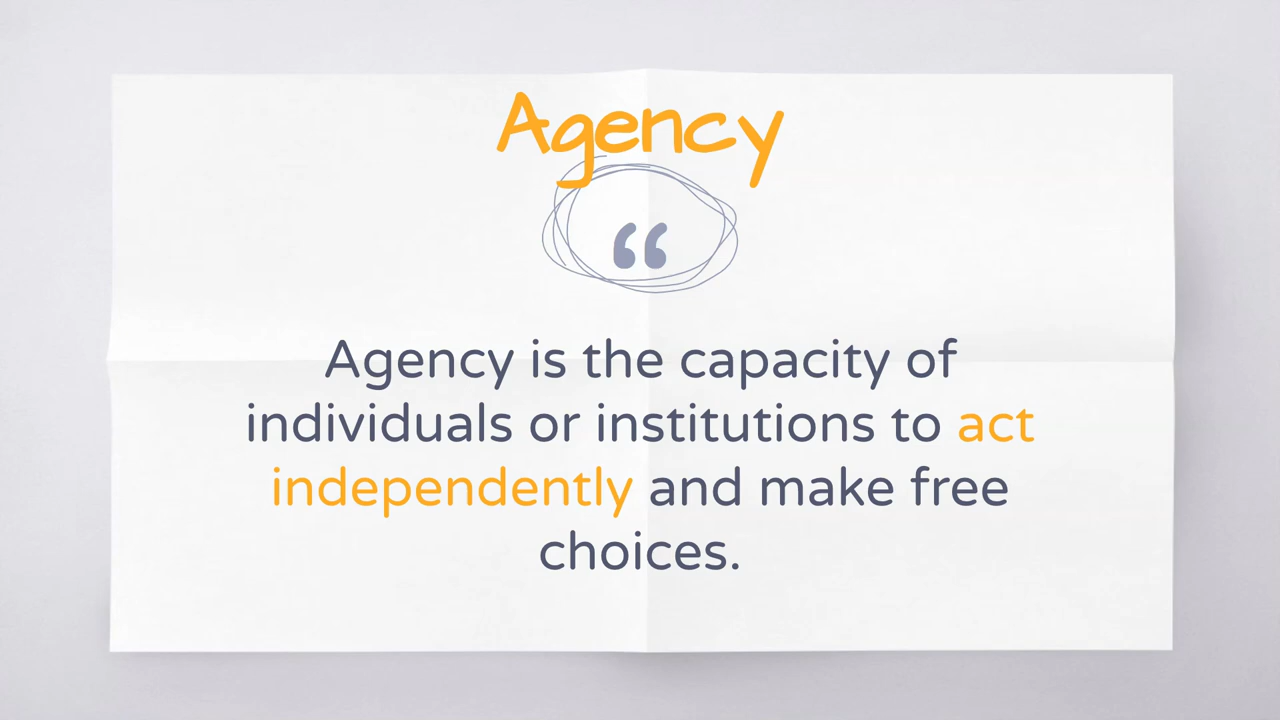 Agency
“
Agency is the capacity of
individuals or institutions to act
independently and make free
choices.